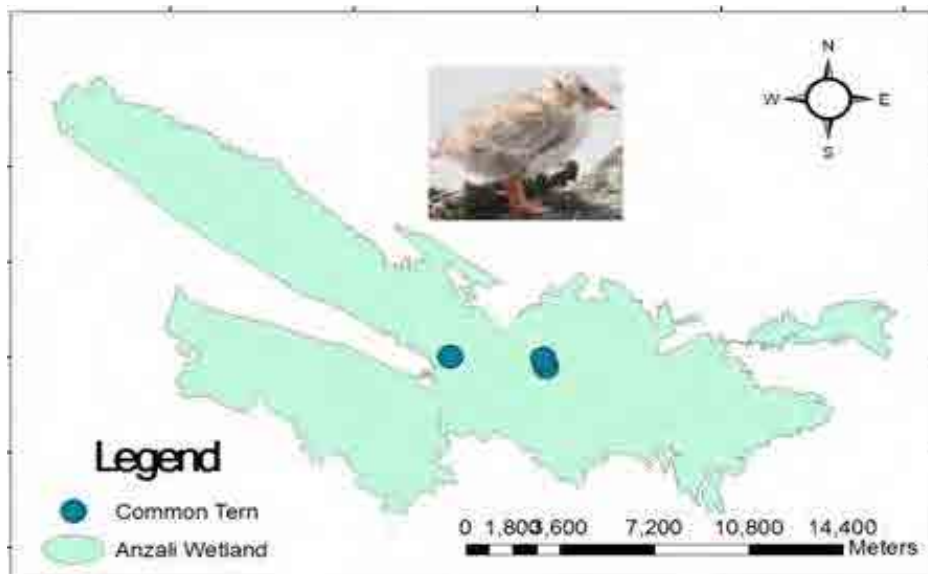 N
W E
S
Legend
Common Tern
Anzali Wetland
0 1,800 3,600 7,200 10,800 14,400
Meters